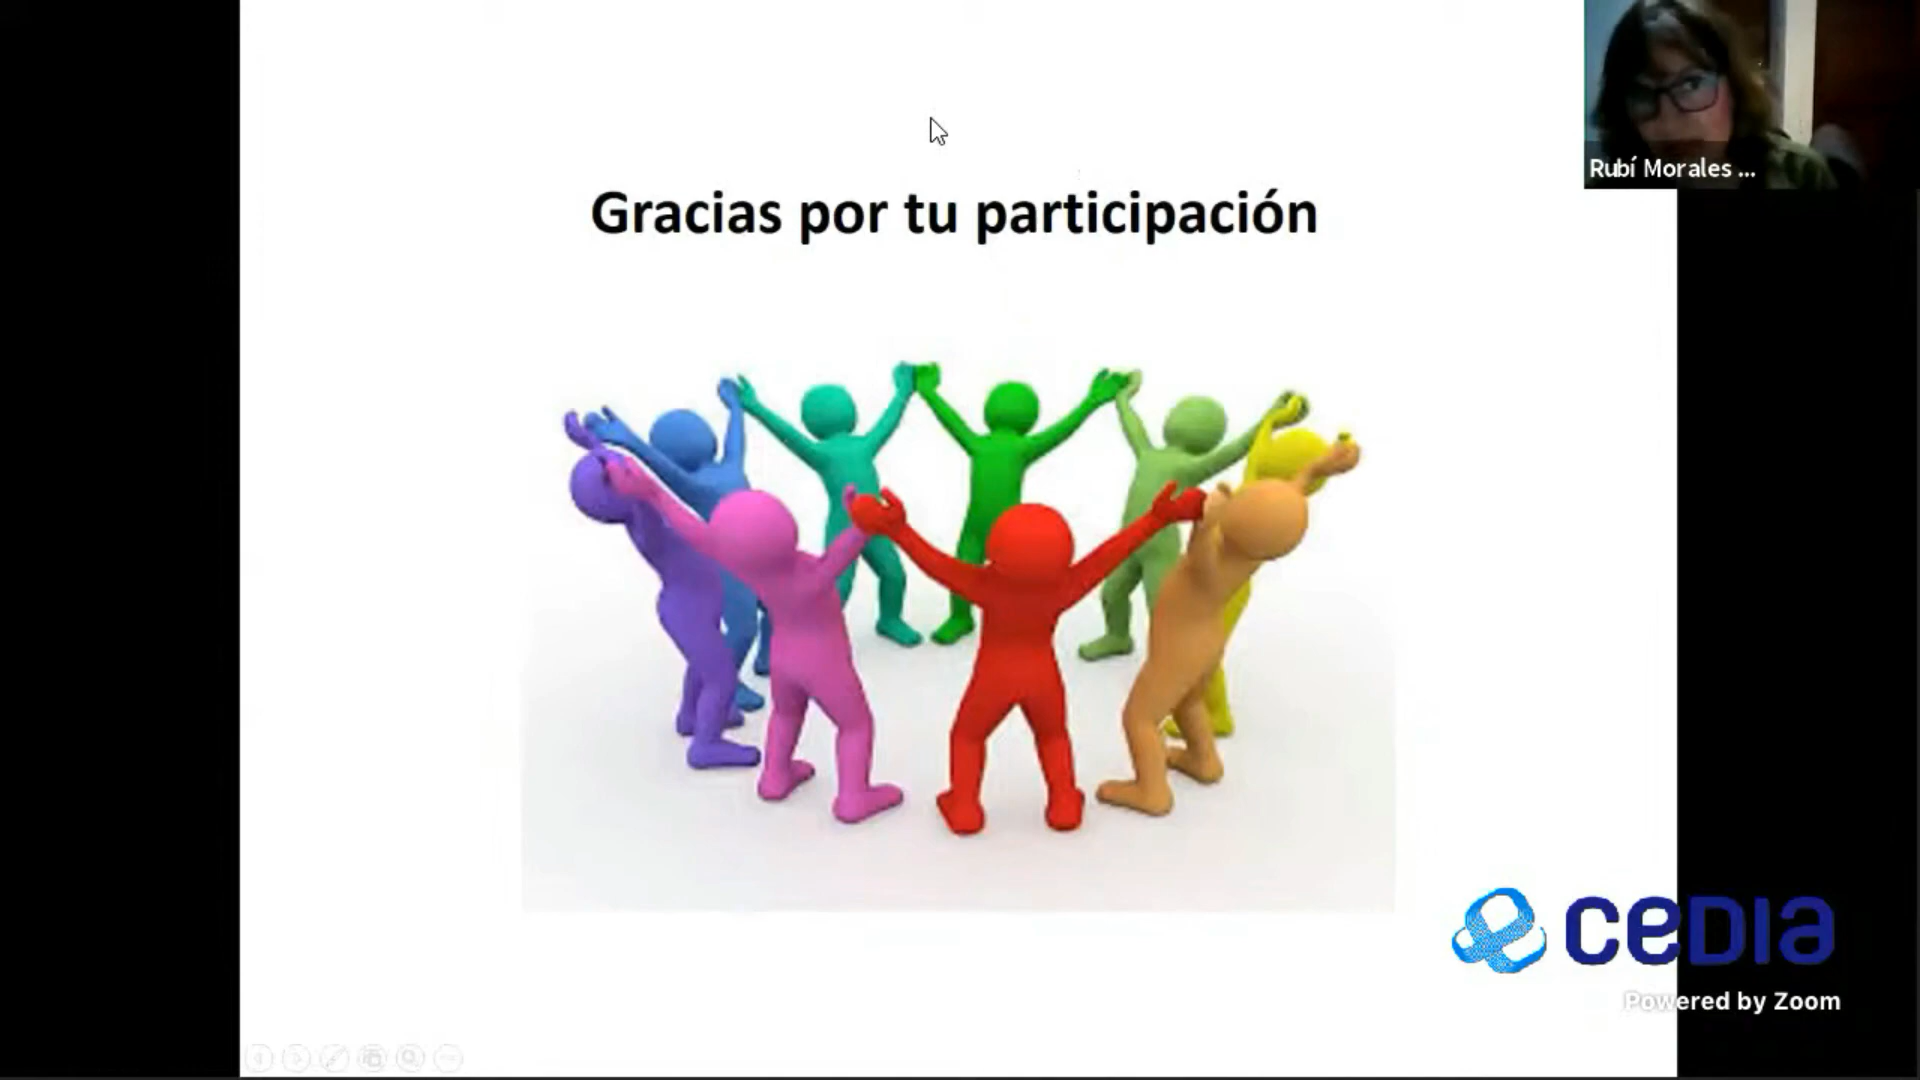 Rubí Morales ...
Gracias por tu participación
CEDIA
Powered by Zoom